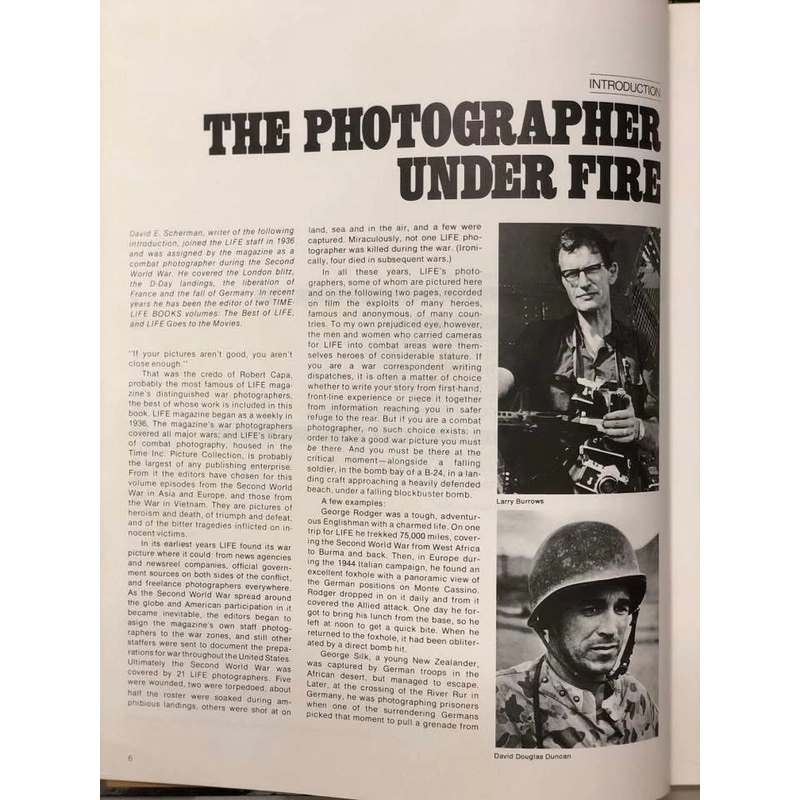 INTRODUCTION
THE PHOTOGRAPHER
UNDER FIRE
David E. Scherman, writer of the following
introduction, joined the LIFE staff in 1936
and was assigned by the magazine as a
combat photographer during the Second
World War. He covered the London blitz,
the D-Day landings, the liberation of
France and the fall of Germany. In recent
years he has been the editor of two TIME-
LIFE BOOKS volumes: The Best of LIFE,
and LIFE Goes to the Movies.
"If your pictures aren't good, you aren't
close enough."
That was the credo of Robert Capa,
probably the most famous of LIFE maga-
zine's distinguished war photographers,
the best of whose work is included in this
book. LIFE magazine began as a weekly in
1936. The magazine's war photographers
covered all major wars; and LIFE's library
of combat photography, housed in the
Time Inc. Picture Collection, is probably
the largest of any publishing enterprise.
From it the editors have chosen for this
volume episodes from the Second World
War in Asia and Europe, and those from
the War in Vietnam. They are pictures of
heroism and death, of triumph and defeat,
and of the bitter tragedies inflicted on in-
nocent victims.
In its earliest years LIFE found its war
picture where it could: from news agencies
and newsreel companies, official govern-
ment sources on both sides of the conflict,
and freelance photographers everywhere.
As the Second World War spread around
the globe and American participation in it
became inevitable, the editors began to
asign the magazine's own staff photog-
raphers to the war zones, and still other
staffers were sent to document the prepa-
rations for war throughout the United States.
Ultimately the Second World War was
covered by 21 LIFE photographers. Five
were wounded, two were torpedoed, about
half the roster were soaked during am-
phibious landings, others were shot at on
land, sea and in the air, and a few were
captured. Miraculously, not one LIFE pho-
tographer was killed during the war. (Ironi-
cally, four died in subsequent wars.)
In all these years, LIFE's photo-
graphers, some of whom are pictured here
and on the following two pages, recorded
on film the exploits of many heroes,
famous and anonymous, of many coun-
tries. To my own prejudiced eye, however,
the men and women who carried cameras
for LIFE into combat areas were them-
selves heroes of considerable stature. If
you are a war correspondent writing
dispatches, it is often a matter of choice
whether to write your story from first-hand,
front-line experience or piece it together
from information reaching you in safer
refuge to the rear. But if you are a combat
photographer, no such choice exists: in
order to take a good war picture you must
be there. And you must be there at the
critical moment—alongside a falling
soldier, in the bomb bay of a B-24, in a lan-
ding craft approaching a heavily defended
beach, under a falling blockbuster bomb.
A few examples:
George Rodger was a tough, adventur-
ous Englishman with a charmed life. On one
trip for LIFE he trekked 75,000 miles, cover-
ing the Second World War from West Africa
to Burma and back. Then, in Europe dur-
ing the 1944 Italian campaign, he found an
excellent foxhole with a panoramic view of
the German positions on Monte Cassino.
Rodger dropped in on it daily and from it
covered the Allied attack. One day he for-
got to bring his lunch from the base, so he
left at noon to get a quick bite. When he
returned to the foxhole, it had been obliter-
ated by a direct bomb hit.
George Silk, a young New Zealander,
was captured by German troops in the
African desert, but managed to escape.
Later, at the crossing of the River Rur in
Germany, he was photographing prisoners
when one of the surrendering Germans
picked that moment to pull a grenade from
Larry Burrows
David Douglas Duncan
6